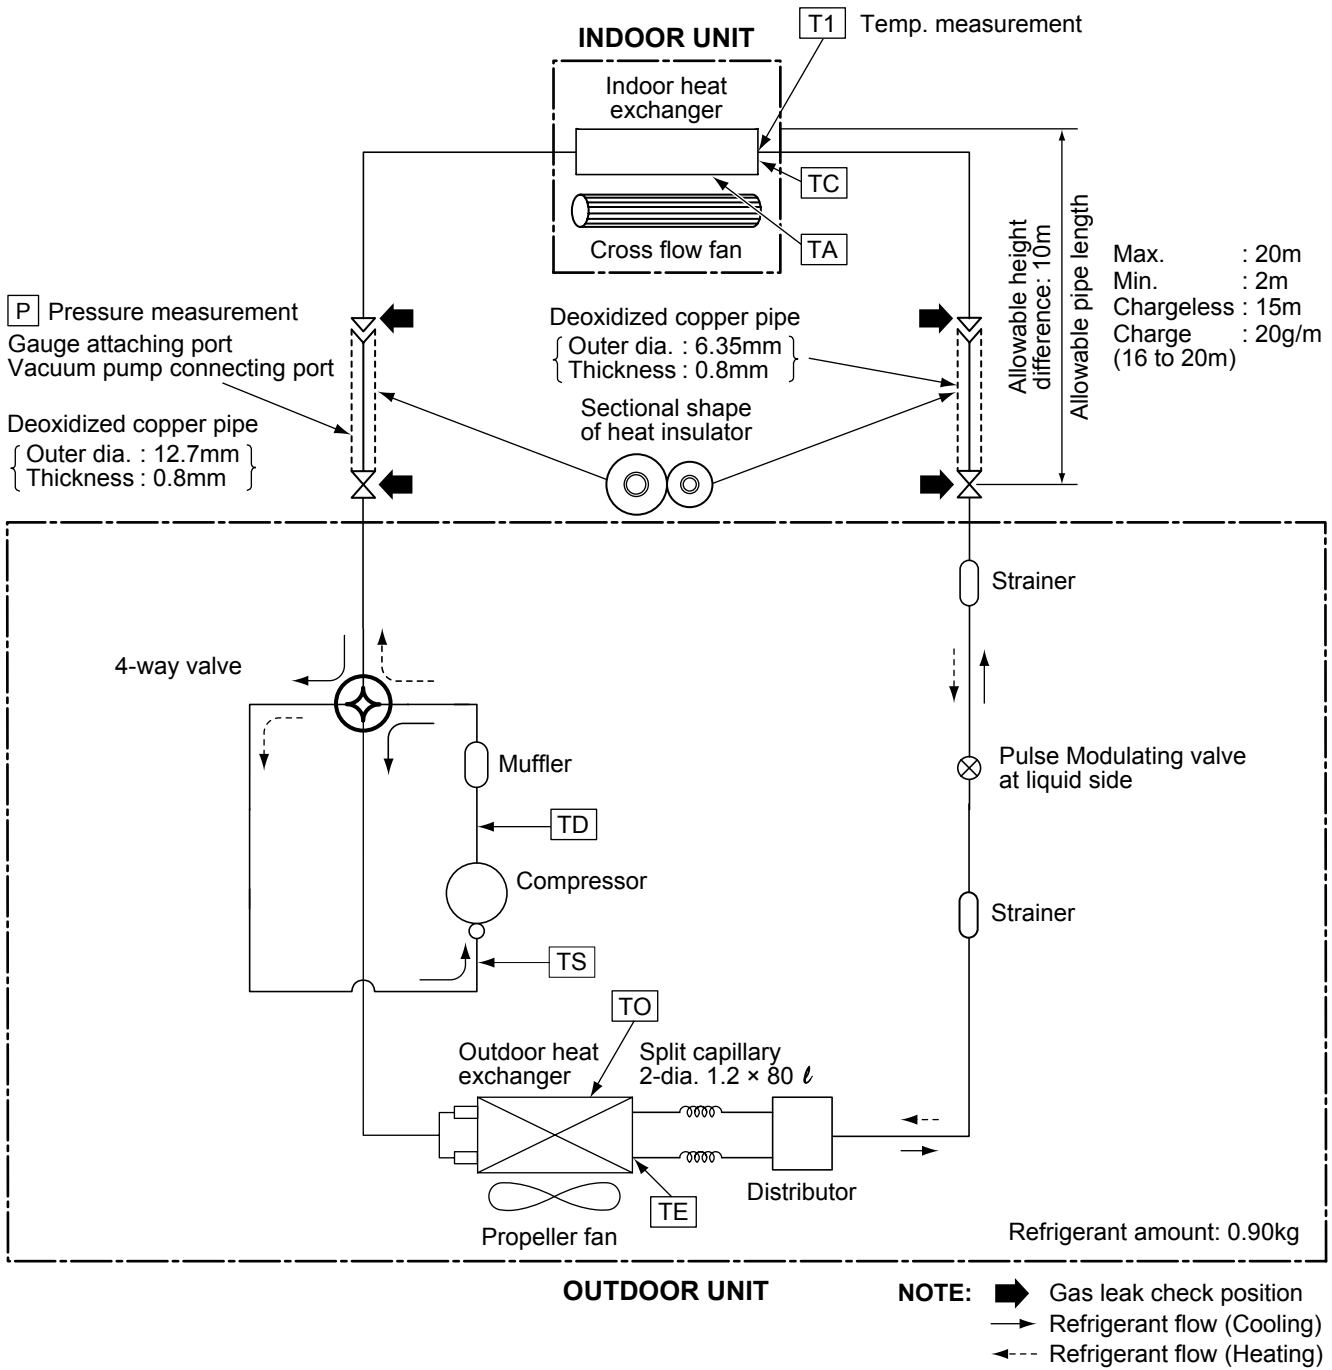 T1 Temp. measurement
INDOOR UNIT
Indoor heat
exchanger
TC
Cross flow fan
TA
Allowable height
difference: 10m
Allowable pipe length
Max. : 20m
Min. : 2m
Chargeless : 15m
Charge : 20g/m
(16 to 20m)
P Pressure measurement
Gauge attaching port
Vacuum pump connecting port
Deoxidized copper pipe
Outer dia. : 12.7mm
Thickness : 0.8mm
Deoxidized copper pipe
Outer dia. : 6.35mm
Thickness : 0.8mm
Sectional shape
of heat insulator
Strainer
4-way valve
Muffler
Pulse Modulating valve
at liquid side
TD
Compressor
Strainer
TS
TO
Outdoor heat
exchanger
Split capillary
2-dia. 1.2 × 80 ℓ
TE
Distributor
Propeller fan
Refrigerant amount: 0.90kg
OUTDOOR UNIT
NOTE: Gas leak check position
Refrigerant flow (Cooling)
Refrigerant flow (Heating)